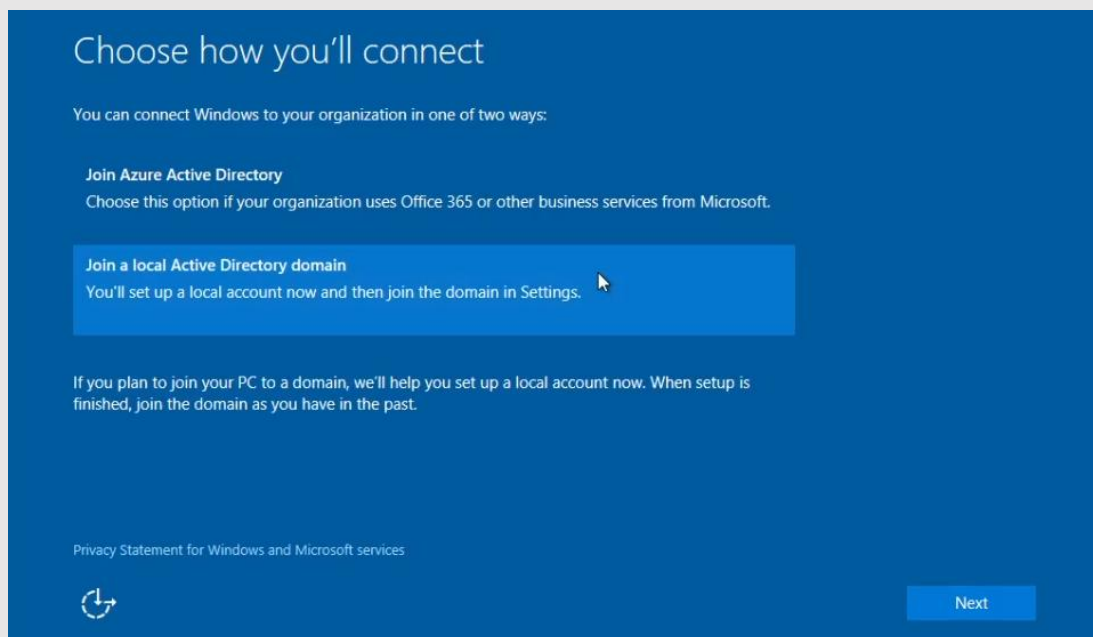 Choose how you'll connect
You can connect Windows to your organization in one of two ways:
Join Azure Active Directory
Choose this option if your organization uses Office 365 or other business services from Microsoft.
Join a local Active Directory domain
You'll set up a local account now and then join the domain in Settings.
If you plan to join your PC to a domain, we'll help you set up a local account now. When setup is
finished, join the domain as you have in the past.
Privacy Statement for Windows and Microsoft services
Next